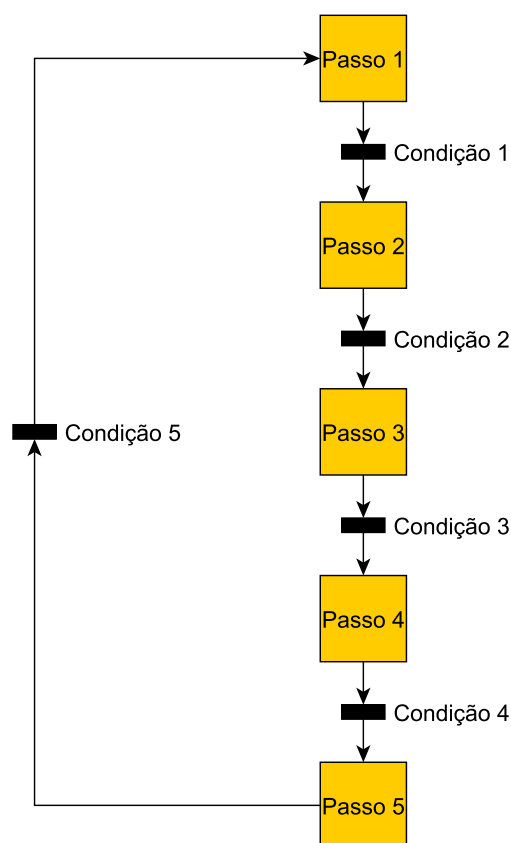 Passo 1
Condição 1
Passo 2
Condição 2
Passo 3
Condição 5
Condição 3
Passo 4
Condição 4
Passo 5